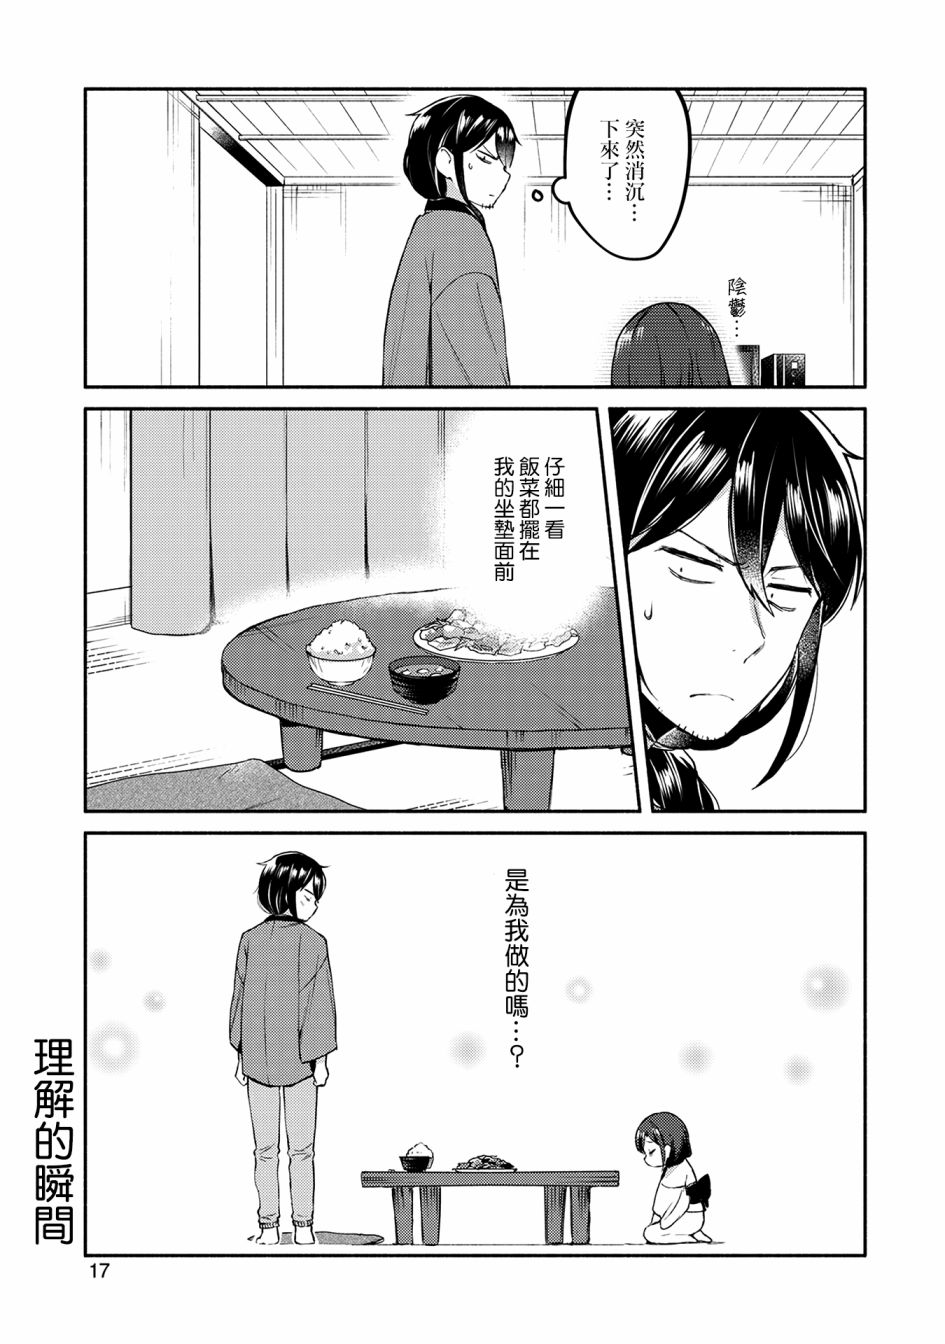 突然消沉…
下來了…
陰鬱…
仔細一看
飯菜都擺在
我的坐墊面前
是為我做的嗎…？
理解的瞬間
17